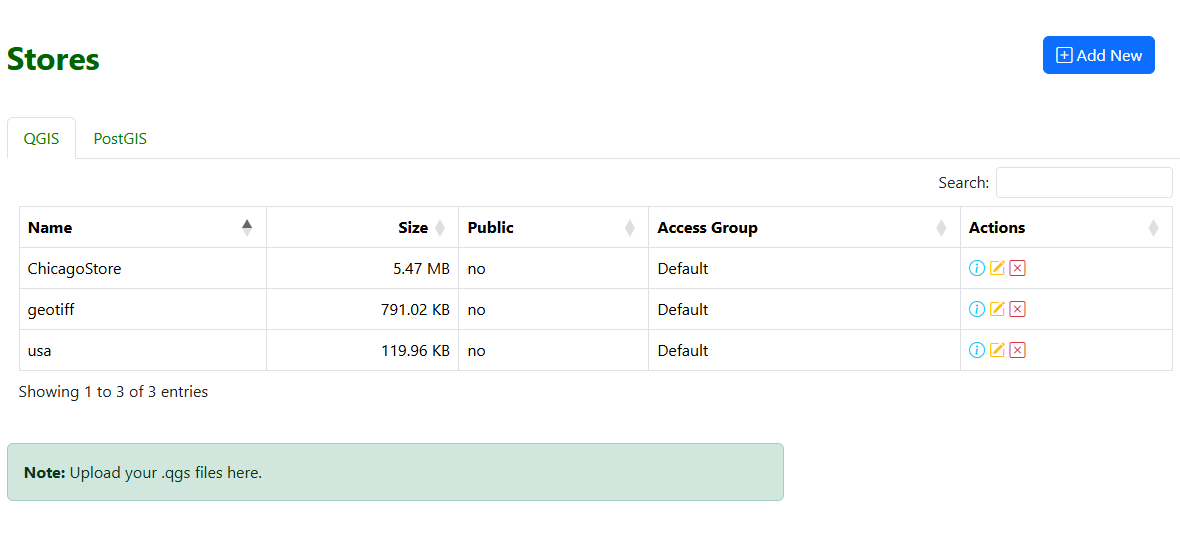 Stores
Add New
QGIS PostGIS
Search:
Name Size Public Access Group Actions
ChicagoStore 5.47 MB no Default
geotiff 791.02 KB no Default
usa 119.96 KB no Default
Showing 1 to 3 of 3 entries
Note: Upload your .qgs files here.